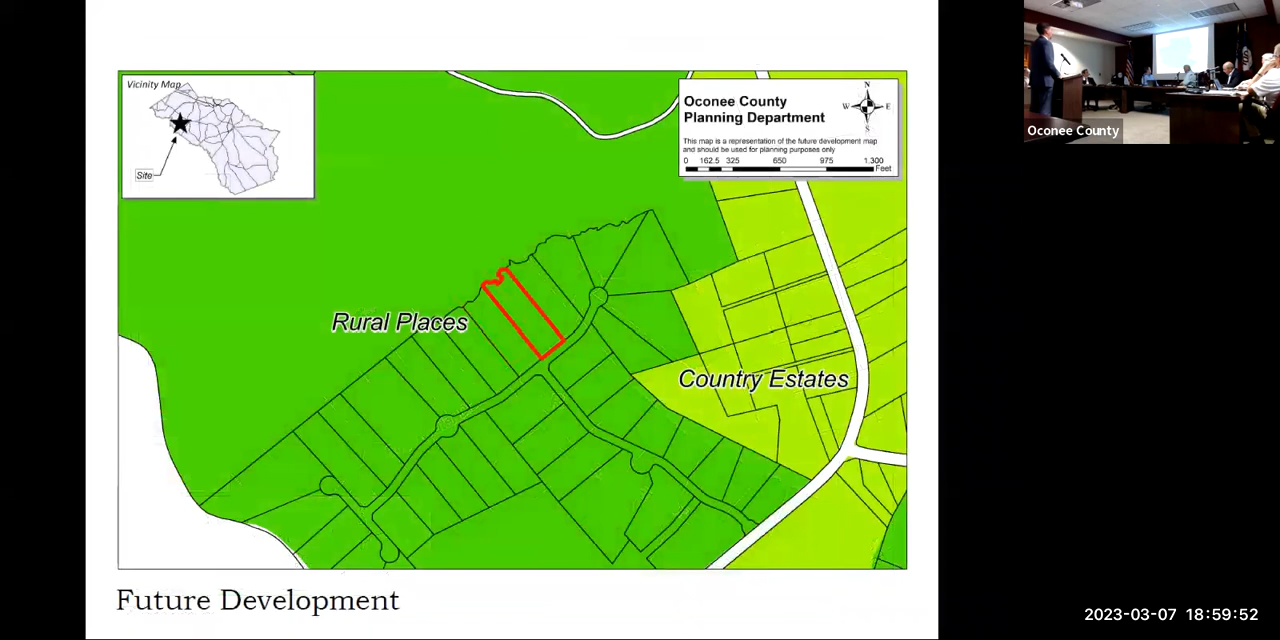 Vicinity Map
Site
Oconee County
Planning Department
N
W E
S
This map is a representation of the future development map
and should be used for planning purposes only
0 162.5 325 650 975 1,300
Feet
Rural Places
Country Estates
Future Development
Oconee County
2023-03-07 18:59:52